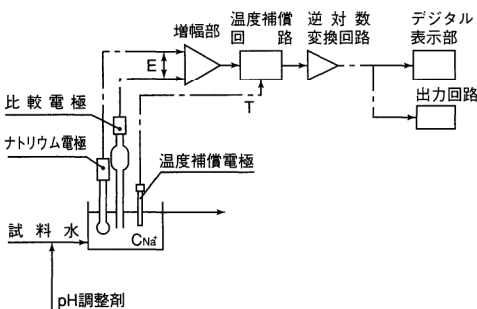 増幅部
温度補償
回路
逆対数
変換回路
デジタル
表示部
E
T
出力回路
比較電極
ナトリウム電極
温度補償電極
試料水
CNa+
pH調整剤